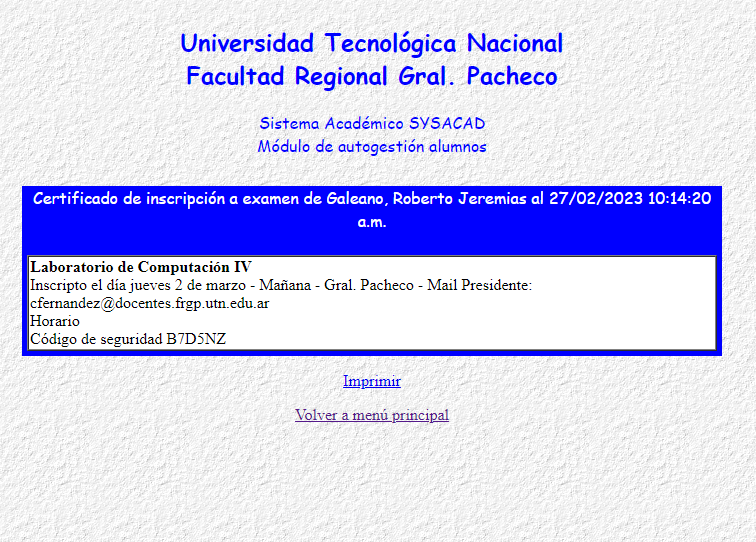 Universidad Tecnológica Nacional
Facultad Regional Gral. Pacheco
Sistema Académico SYSACAD
Módulo de autogestión alumnos
Certificado de inscripción a examen de Galeano, Roberto Jeremias al 27/02/2023 10:14:20
a.m.
Laboratorio de Computación IV
Inscripto el día jueves 2 de marzo - Mañana - Gral. Pacheco - Mail Presidente:
cfernandez@docentes.frgp.utn.edu.ar
Horario
Código de seguridad B7D5NZ
Imprimir
Volver a menú principal